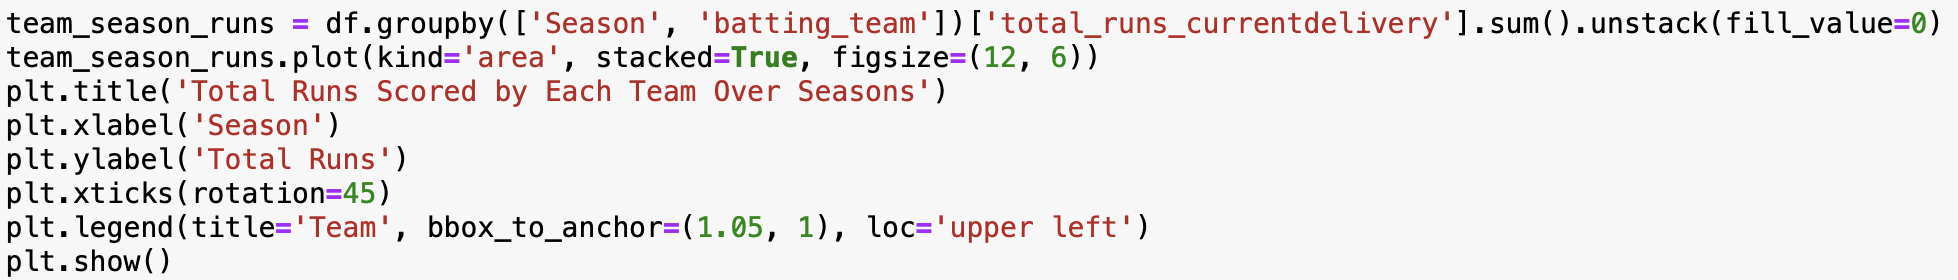 team_season_runs = df.groupby(['Season', 'batting_team'])['total_runs_currentdelivery'].sum().unstack(fill_value=0)
team_season_runs.plot(kind='area', stacked=True, figsize=(12, 6))
plt.title('Total Runs Scored by Each Team Over Seasons')
plt.xlabel('Season')
plt.ylabel('Total Runs')
plt.xticks(rotation=45)
plt.legend(title='Team', bbox_to_anchor=(1.05, 1), loc='upper left')
plt.show()